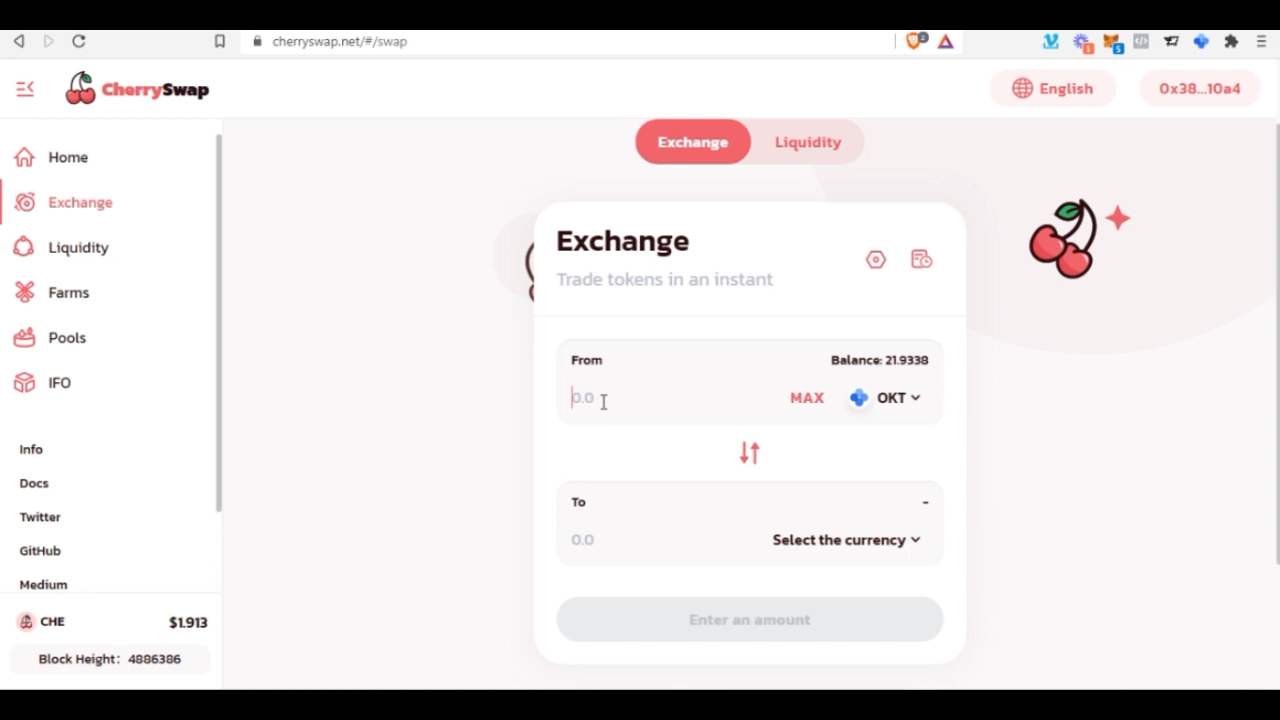 cherryswap.net/#/swap
CherrySwap
English
0x38...10a4
Home
Exchange
Liquidity
Farms
Pools
IFO
Info
Docs
Twitter
GitHub
Medium
CHE $1.913
Block Height: 4886386
Exchange Liquidity
Exchange
Trade tokens in an instant
From Balance: 21.9338
0.0 MAX OKT
To -
0.0 Select the currency
Enter an amount